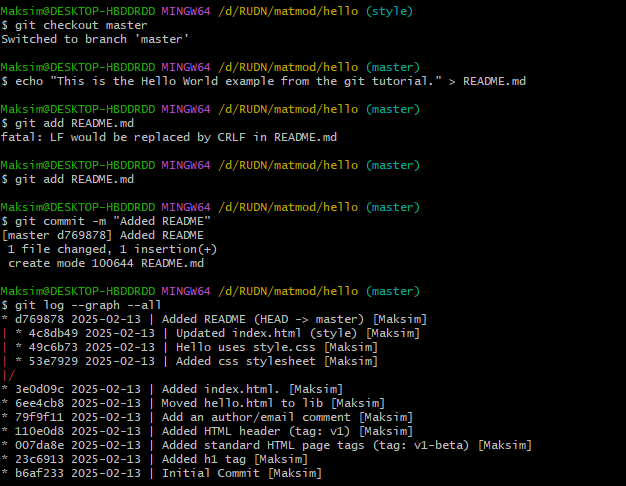 Maksim@DESKTOP-HBDDRDD MINGW64 /d/RUDN/matmod/hello (style)
$ git checkout master
Switched to branch 'master'

Maksim@DESKTOP-HBDDRDD MINGW64 /d/RUDN/matmod/hello (master)
$ echo "This is the Hello World example from the git tutorial." > README.md

Maksim@DESKTOP-HBDDRDD MINGW64 /d/RUDN/matmod/hello (master)
$ git add README.md
fatal: LF would be replaced by CRLF in README.md

Maksim@DESKTOP-HBDDRDD MINGW64 /d/RUDN/matmod/hello (master)
$ git add README.md

Maksim@DESKTOP-HBDDRDD MINGW64 /d/RUDN/matmod/hello (master)
$ git commit -m "Added README"
[master d769878] Added README
 1 file changed, 1 insertion(+)
 create mode 100644 README.md

Maksim@DESKTOP-HBDDRDD MINGW64 /d/RUDN/matmod/hello (master)
$ git log --graph --all
* d769878 2025-02-13 | Added README (HEAD -> master) [Maksim]
| * 4c8db49 2025-02-13 | Updated index.html (style) [Maksim]
| * 49c6b73 2025-02-13 | Hello uses style.css [Maksim]
| * 53e7929 2025-02-13 | Added css stylesheet [Maksim]
|/
* 3e0d09c 2025-02-13 | Added index.html. [Maksim]
* 6ee4cb8 2025-02-13 | Moved hello.html to lib [Maksim]
* 79f9f11 2025-02-13 | Add an author/email comment [Maksim]
* 110e0d8 2025-02-13 | Added HTML header (tag: v1) [Maksim]
* 007da8e 2025-02-13 | Added standard HTML page tags (tag: v1-beta) [Maksim]
* 23c6913 2025-02-13 | Added h1 tag [Maksim]
* b6af233 2025-02-13 | Initial Commit [Maksim]